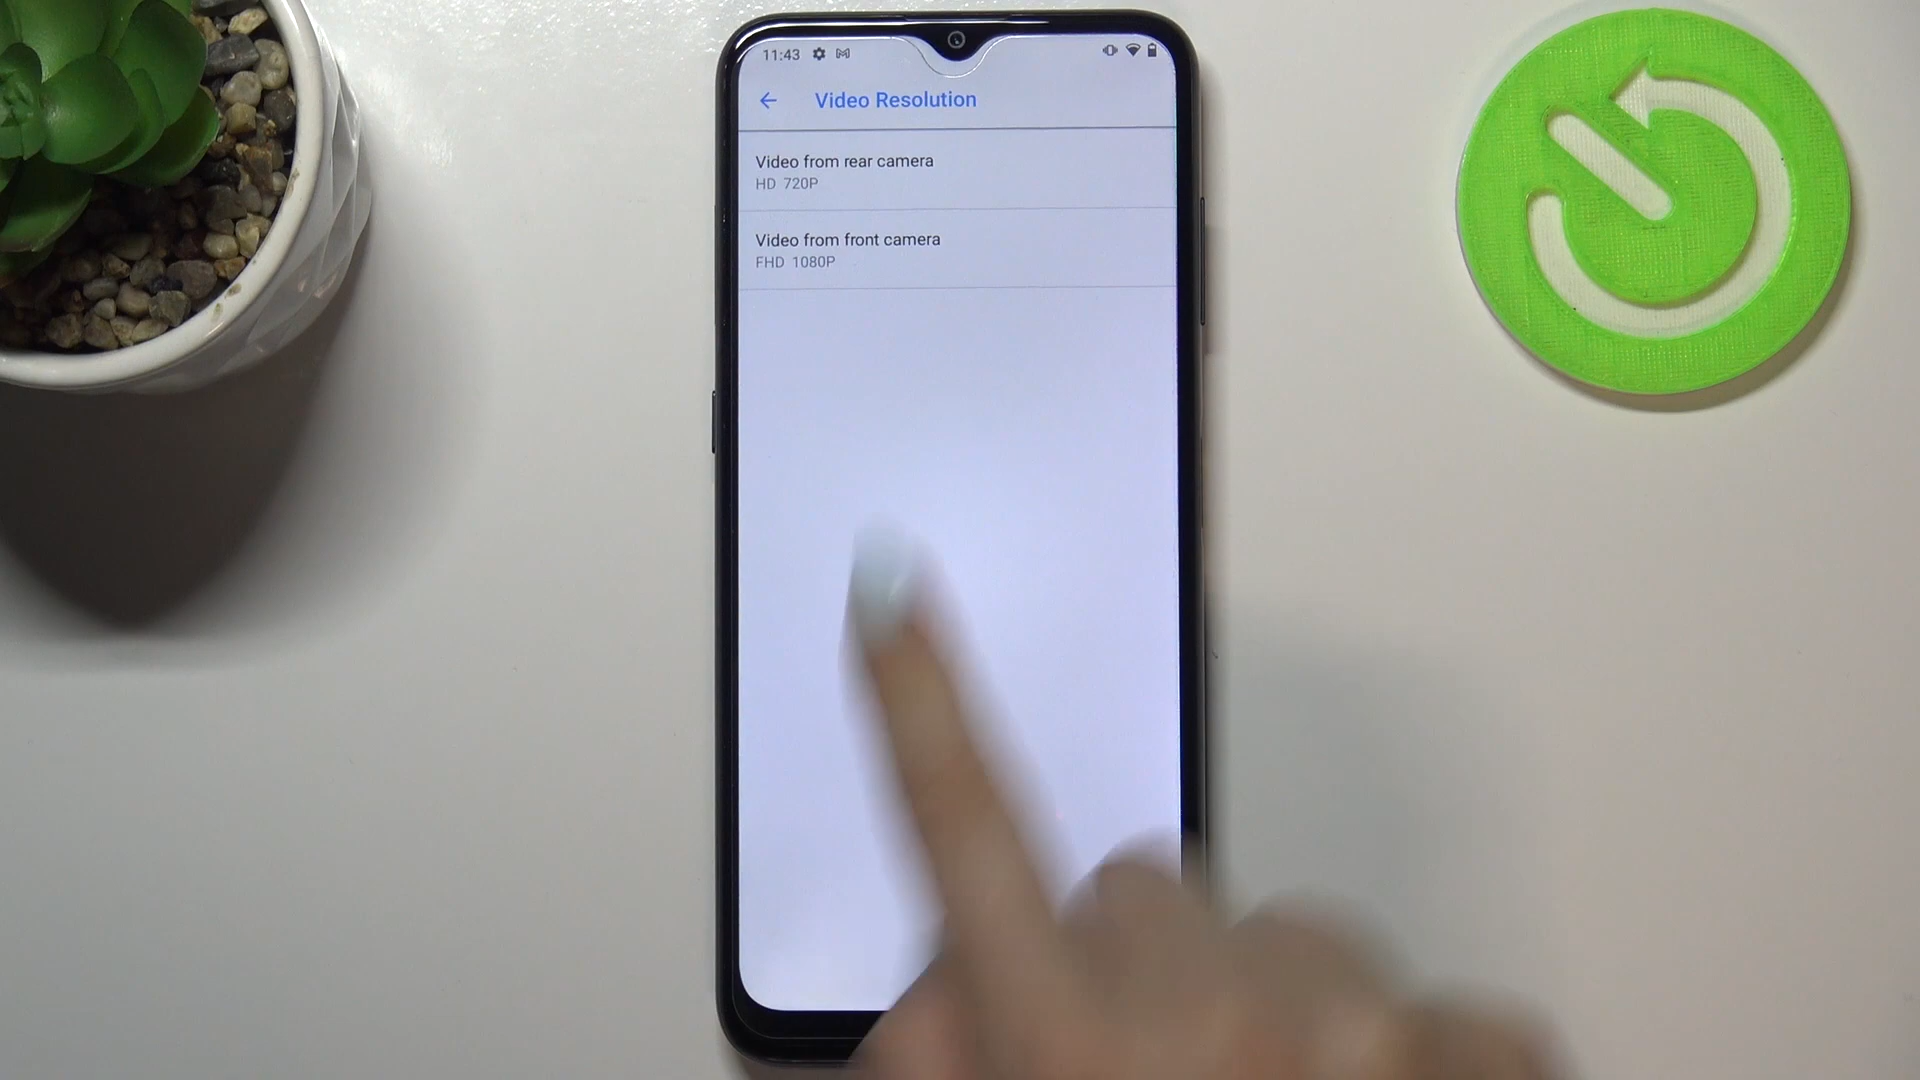 11:43
Video Resolution
Video from rear camera
HD 720P
Video from front camera
FHD 1080P